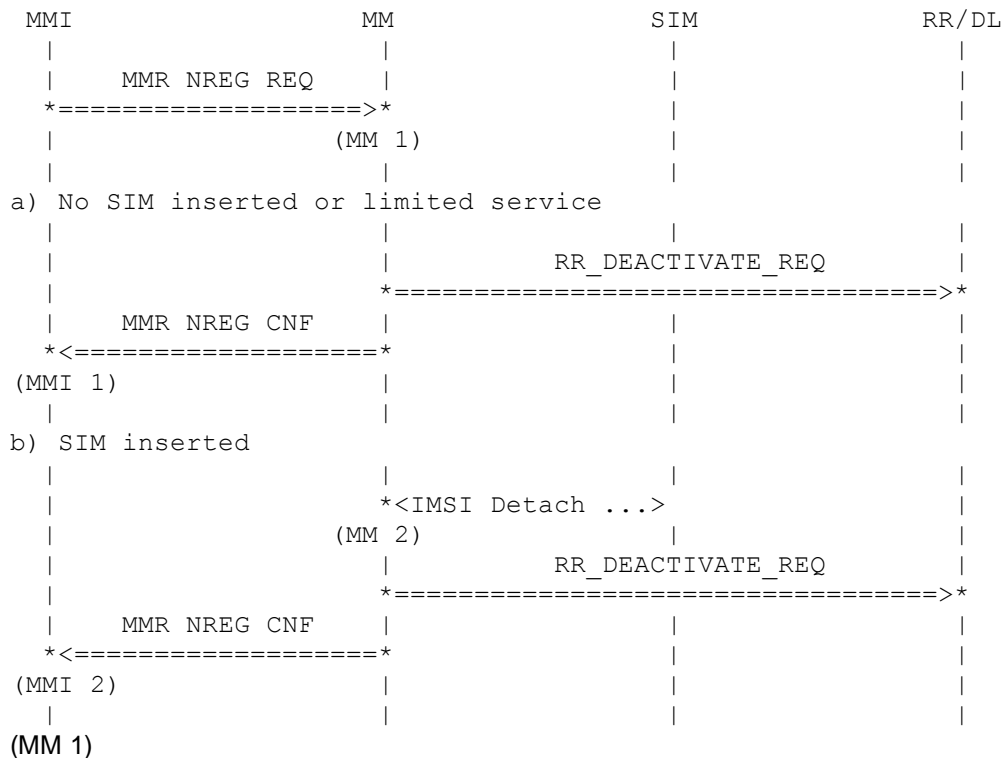 MMI MM SIM RR/DL
| | | |
| MMR NREG REQ | | |
*===================>* | |
| (MM 1) | |
| | | |
a) No SIM inserted or limited service
| | | |
| | RR_DEACTIVATE_REQ |
| *==================================>*
| MMR NREG CNF | | |
*<===================* | |
(MMI 1) | | |
| | | |
b) SIM inserted
| | | |
| *<IMSI Detach ...> |
| (MM 2) | |
| | RR_DEACTIVATE_REQ |
| *==================================>*
| MMR NREG CNF | | |
*<===================* | |
(MMI 2) | | |
| | | |
(MM 1)